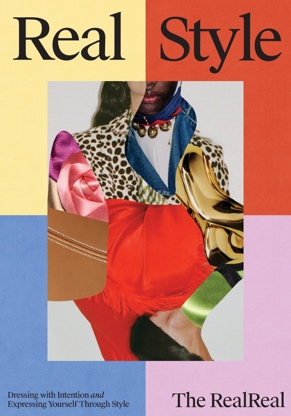 Real Style
Dressing with Intention and
Expressing Yourself Through Style
The RealReal